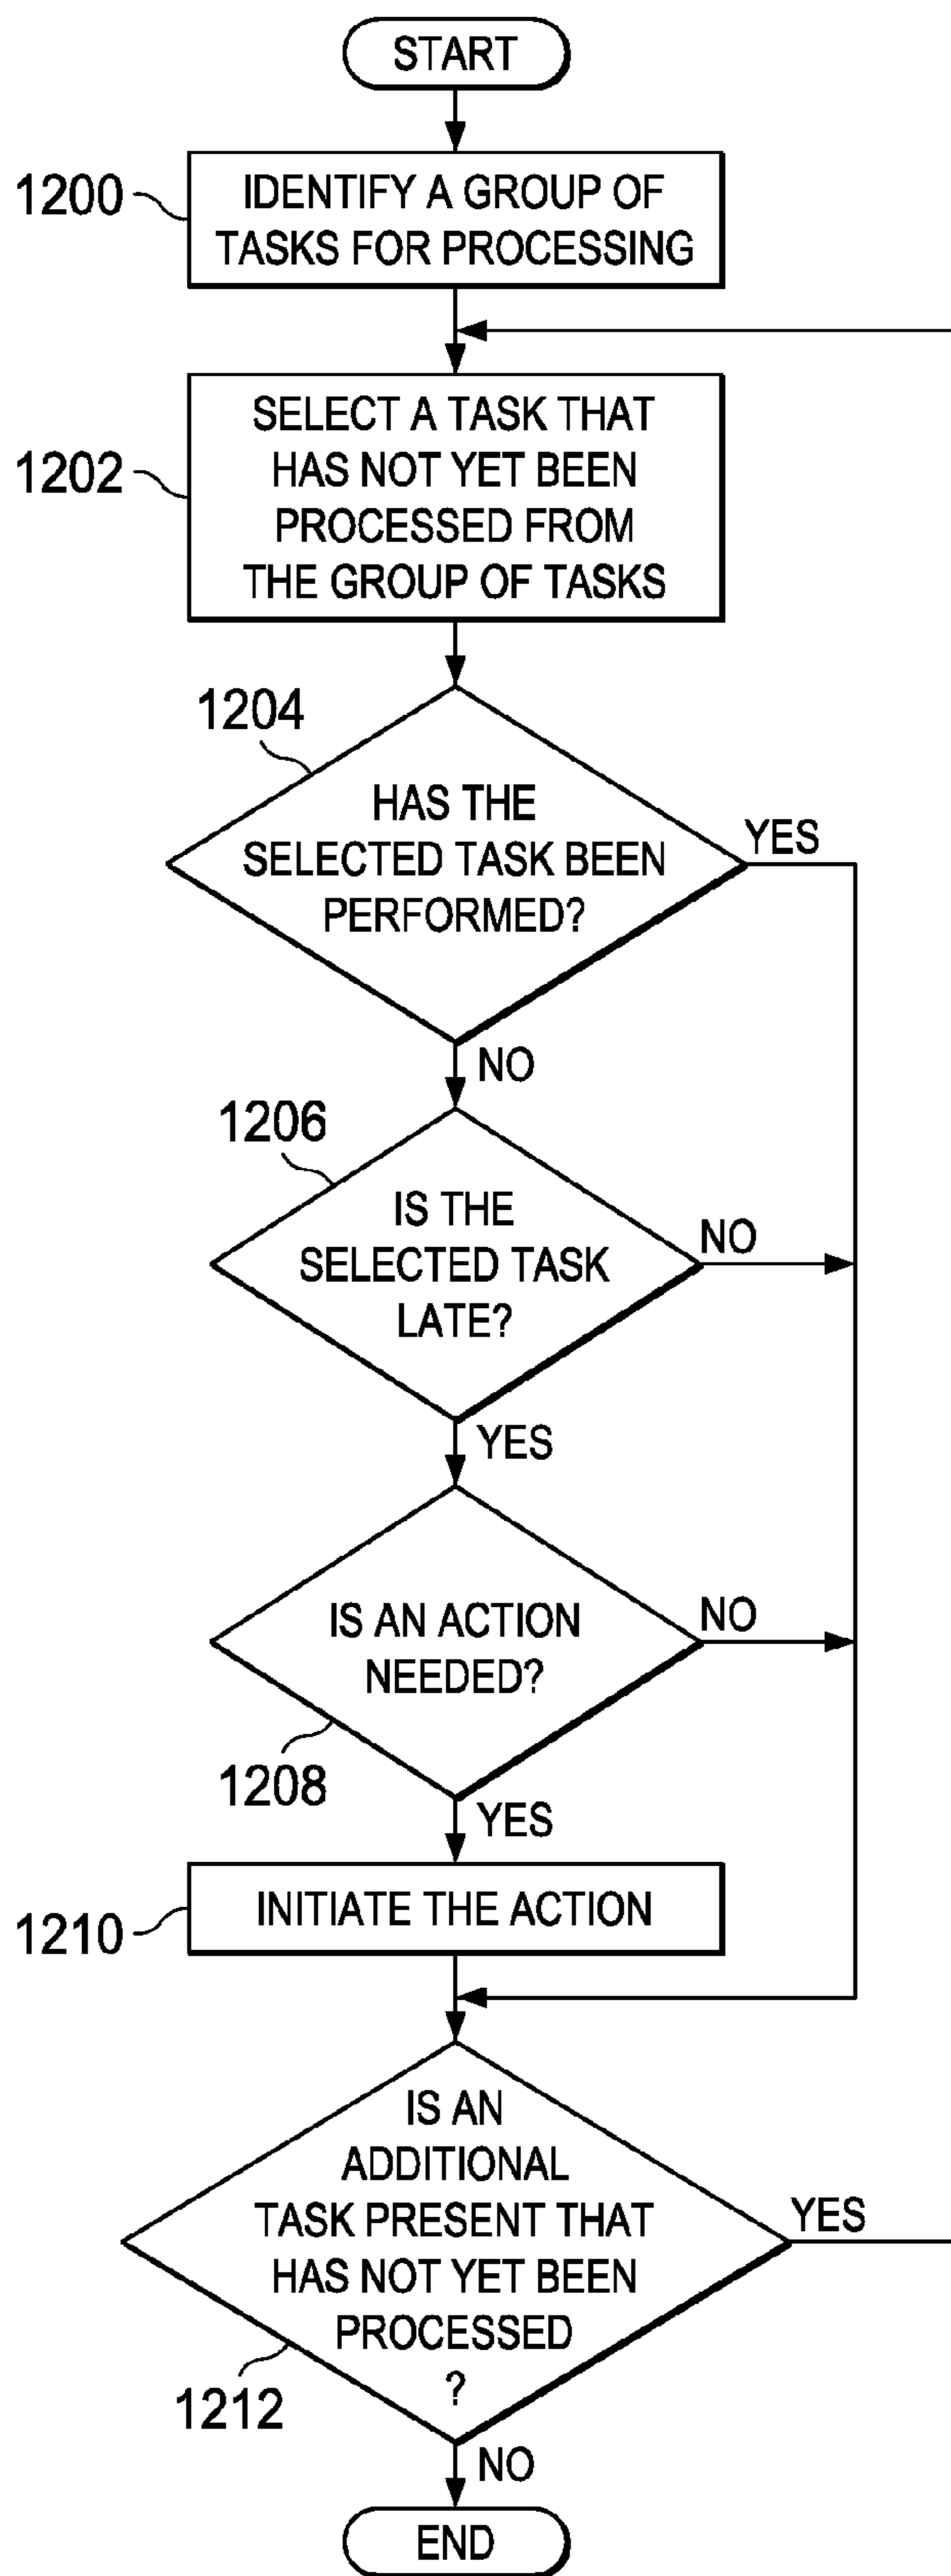 START
1200
IDENTIFY A GROUP OF
TASKS FOR PROCESSING
1202
SELECT A TASK THAT
HAS NOT YET BEEN
PROCESSED FROM
THE GROUP OF TASKS
1204
HAS THE
SELECTED TASK BEEN
PERFORMED?
YES
NO
1206
IS THE
SELECTED TASK
LATE?
NO
YES
IS AN ACTION
NEEDED?
NO
1208
YES
1210
INITIATE THE ACTION
IS AN
ADDITIONAL
TASK PRESENT THAT
HAS NOT YET BEEN
PROCESSED
?
YES
1212
NO
END